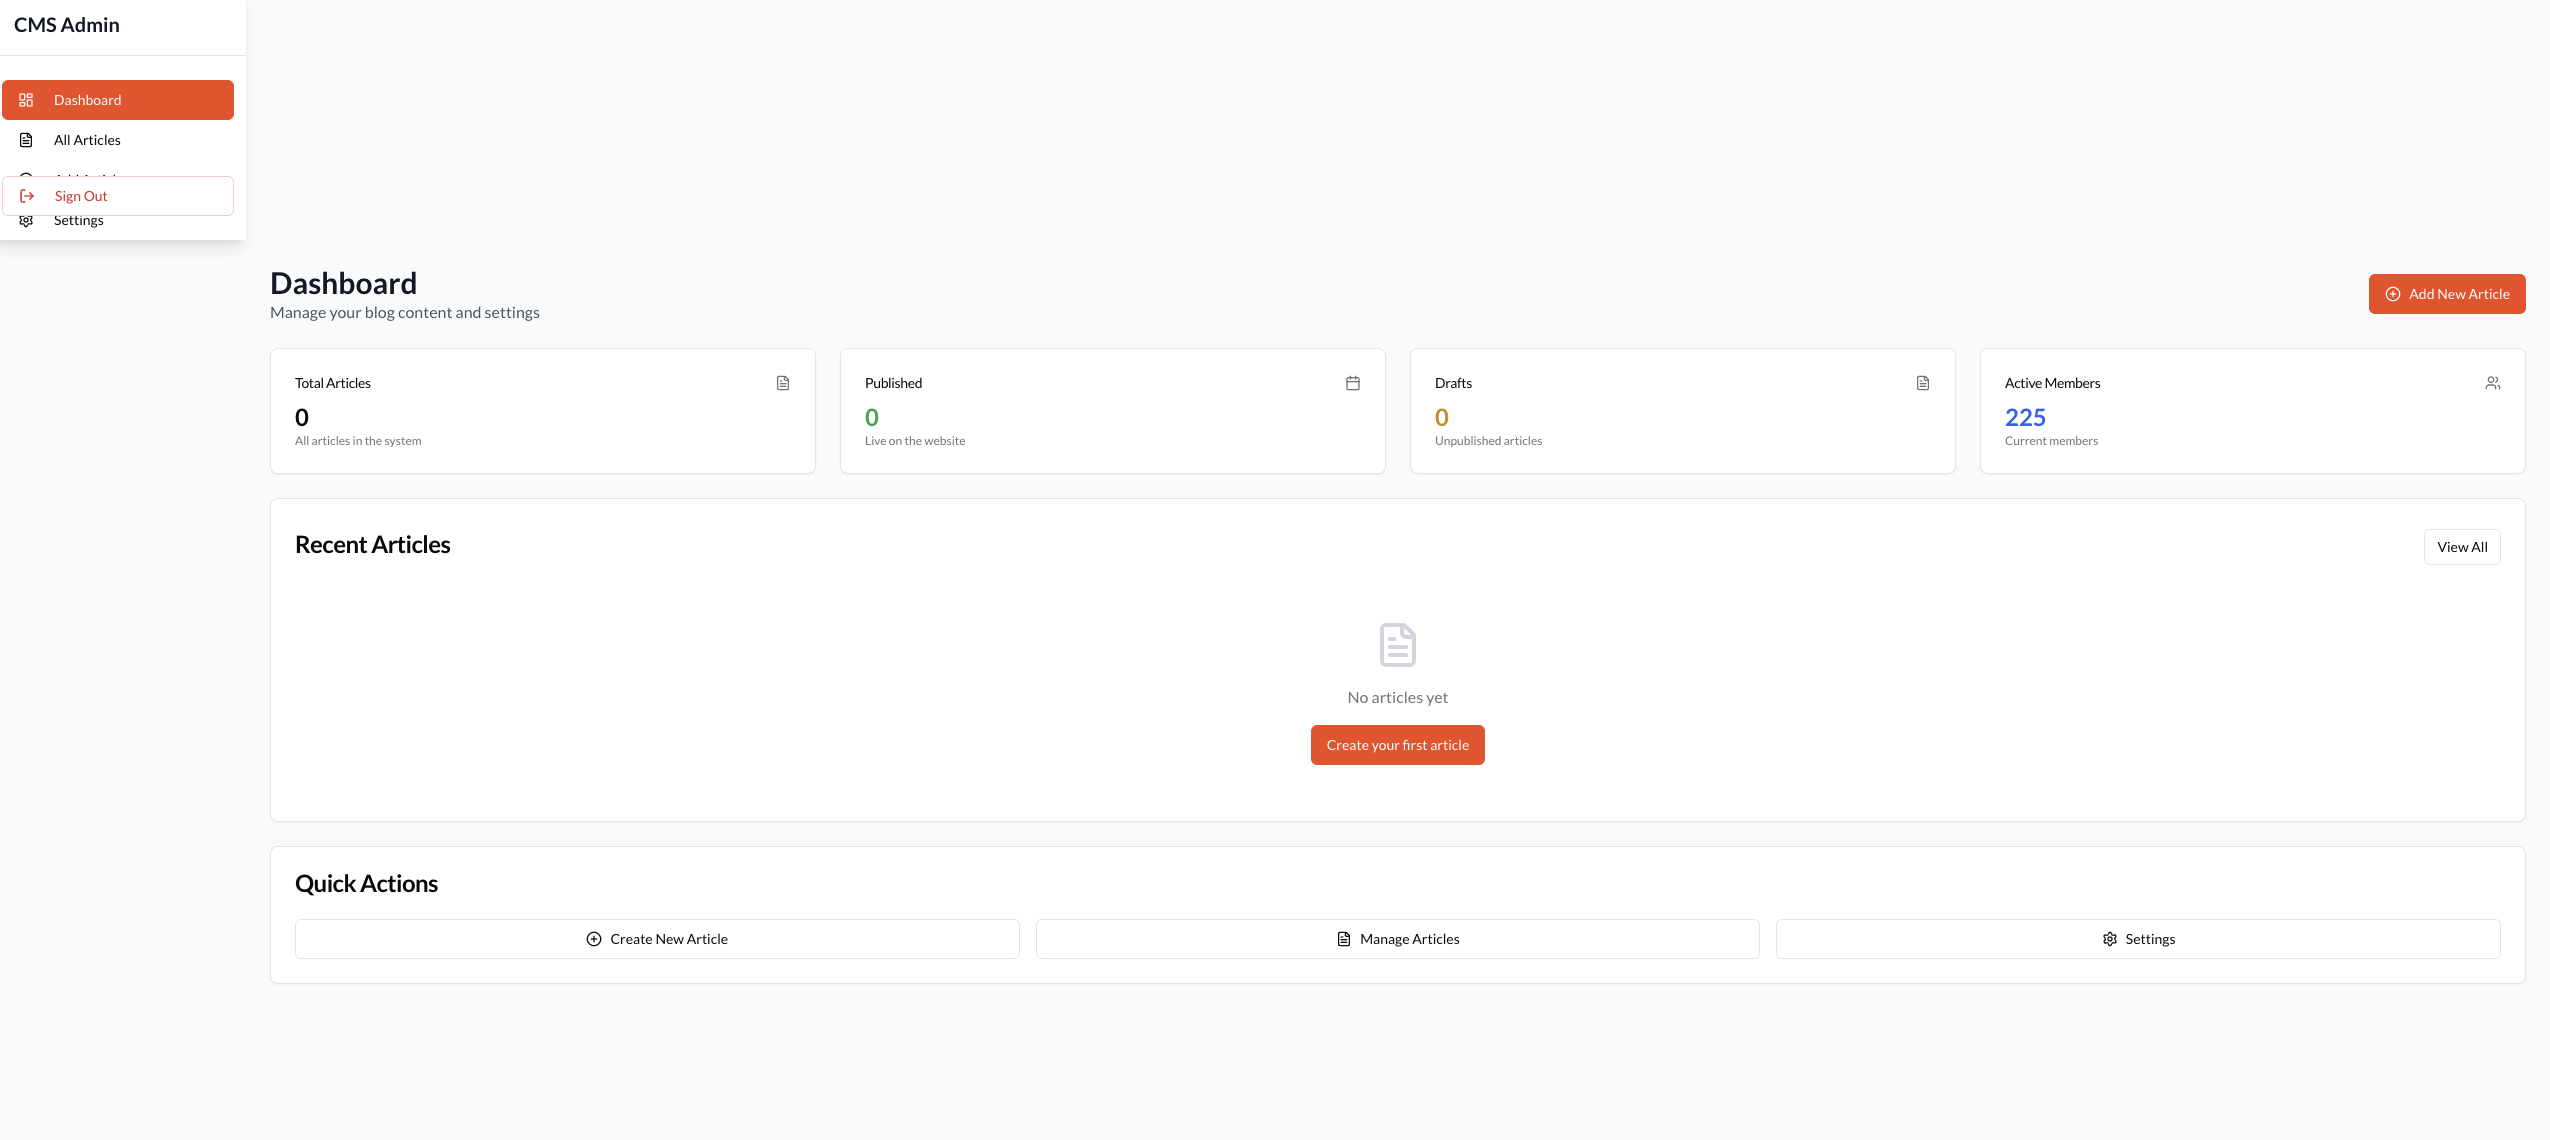 CMS Admin
Dashboard
All Articles
Sign Out
Settings
Dashboard
Manage your blog content and settings
Add New Article
Total Articles
0
All articles in the system
Published
0
Live on the website
Drafts
0
Unpublished articles
Active Members
225
Current members
Recent Articles
View All
No articles yet
Create your first article
Quick Actions
Create New Article
Manage Articles
Settings